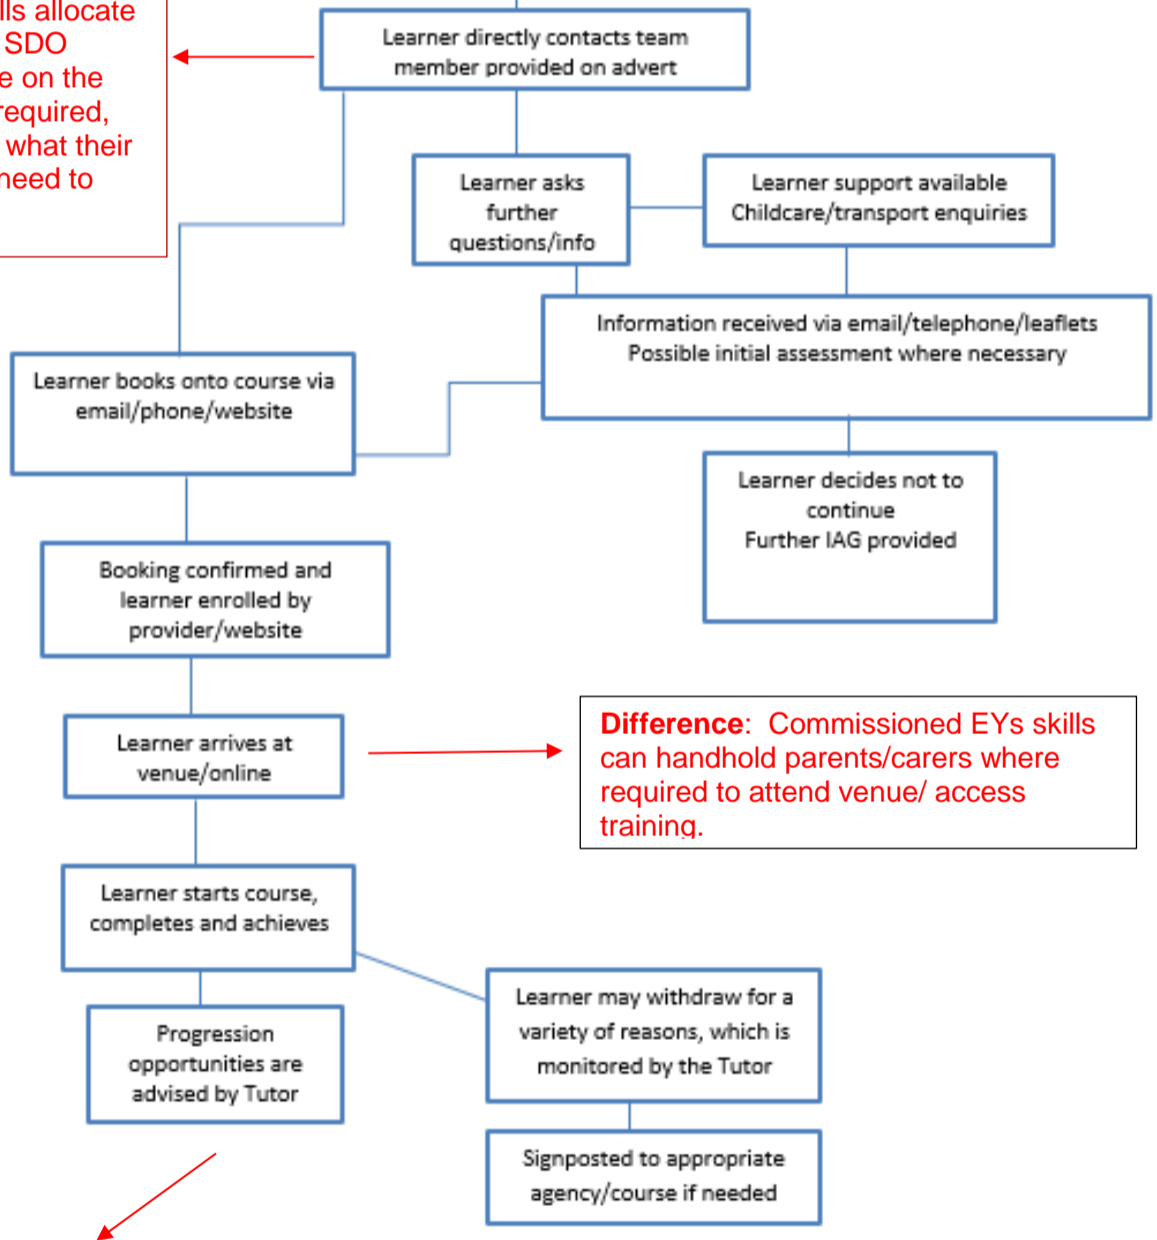 lls allocate
SDO
e on the
required,
what their
need to
Learner directly contacts team
member provided on advert
Learner asks
further
questions/info
Learner support available
Childcare/transport enquiries
Information received via email/telephone/leaflets
Possible initial assessment where necessary
Learner books onto course via
email/phone/website
Learner decides not to
continue
Further IAG provided
Booking confirmed and
learner enrolled by
provider/website
Learner arrives at
venue/online
Difference: Commissioned EYs skills
can handhold parents/carers where
required to attend venue/ access
training.
Learner starts course,
completes and achieves
Learner may withdraw for a
variety of reasons, which is
monitored by the Tutor
Progression
opportunities are
advised by Tutor
Signposted to appropriate
agency/course if needed